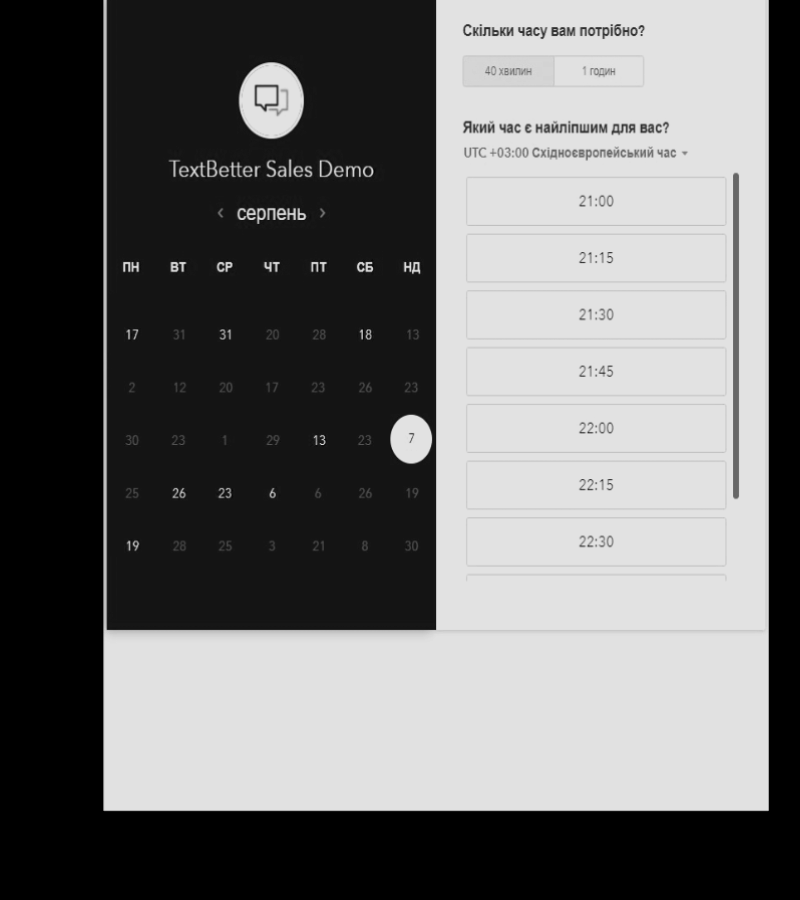 TextBetter Sales Demo
‹ серпень ›
ПН ВТ СР ЧТ ПТ СБ НД
17 31 31 20 28 18 13
2 12 20 17 23 26 23
30 23 1 29 13 23 7
25 26 23 6 6 26 19
19 28 25 3 21 8 30
Скільки часу вам потрібно?
40 хвилин 1 годин
Який час є найліпшим для вас?
UTC +03:00 Східноєвропейський час
21:00
21:15
21:30
21:45
22:00
22:15
22:30